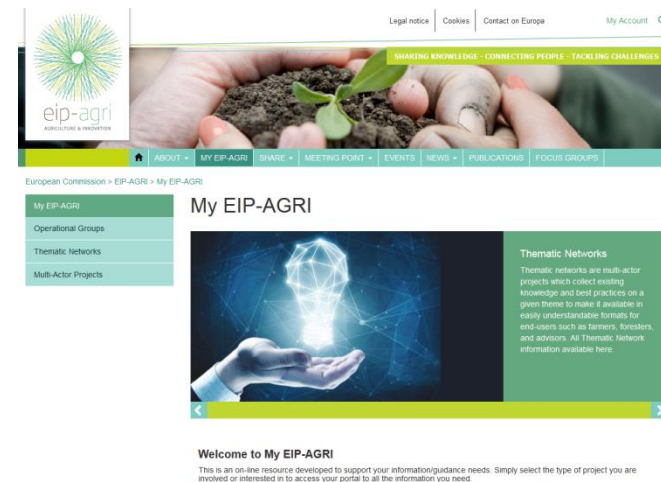 Legal notice
Cookies
Contact on Europa
My Account
SHARING KNOWLEDGE - CONNECTING PEOPLE - TACKLING CHALLENGES
eip-agri
AGRICULTURE & INNOVATION
ABOUT MY EIP-AGRI SHARE MEETING POINT EVENTS NEWS PUBLICATIONS FOCUS GROUPS
European Commission > EIP-AGRI > My EIP-AGRI
My EIP-AGRI
Operational Groups
Thematic Networks
Multi-Actor Projects
My EIP-AGRI
Thematic Networks
Thematic networks are multi-actor
projects which collect existing
knowledge and best practices on a
given theme to make it available in
easily understandable formats for
end-users such as farmers, foresters,
and advisors. All Thematic Network
information available here.
Welcome to My EIP-AGRI
This is an on-line resource developed to support your information/guidance needs. Simply select the type of project you are
involved or interested in to access your portal to all the information you need.